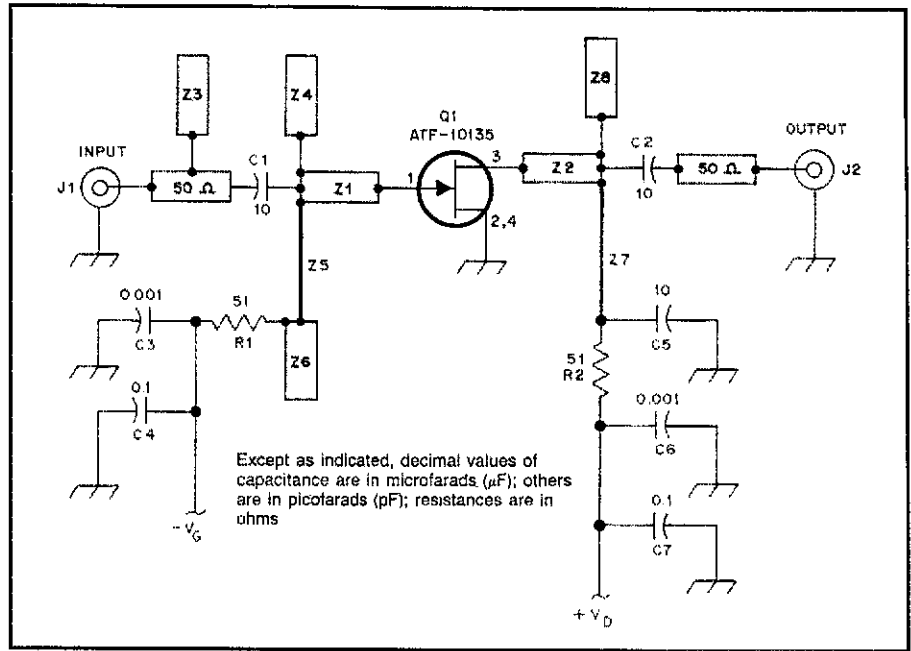 Z3
Z4
Z8
Q1
ATF-10135
INPUT
OUTPUT
J1
50 Ω
C1
10
Z1
1
3
2,4
Z2
C2
10
50 Ω
J2
Z5
Z7
0.001
C3
51
R1
Z6
10
C5
51
R2
0.1
C4
0.001
C6
Except as indicated, decimal values of
capacitance are in microfarads (µF); others
are in picofarads (pF); resistances are in
ohms
0.1
C7
-VG
+VD